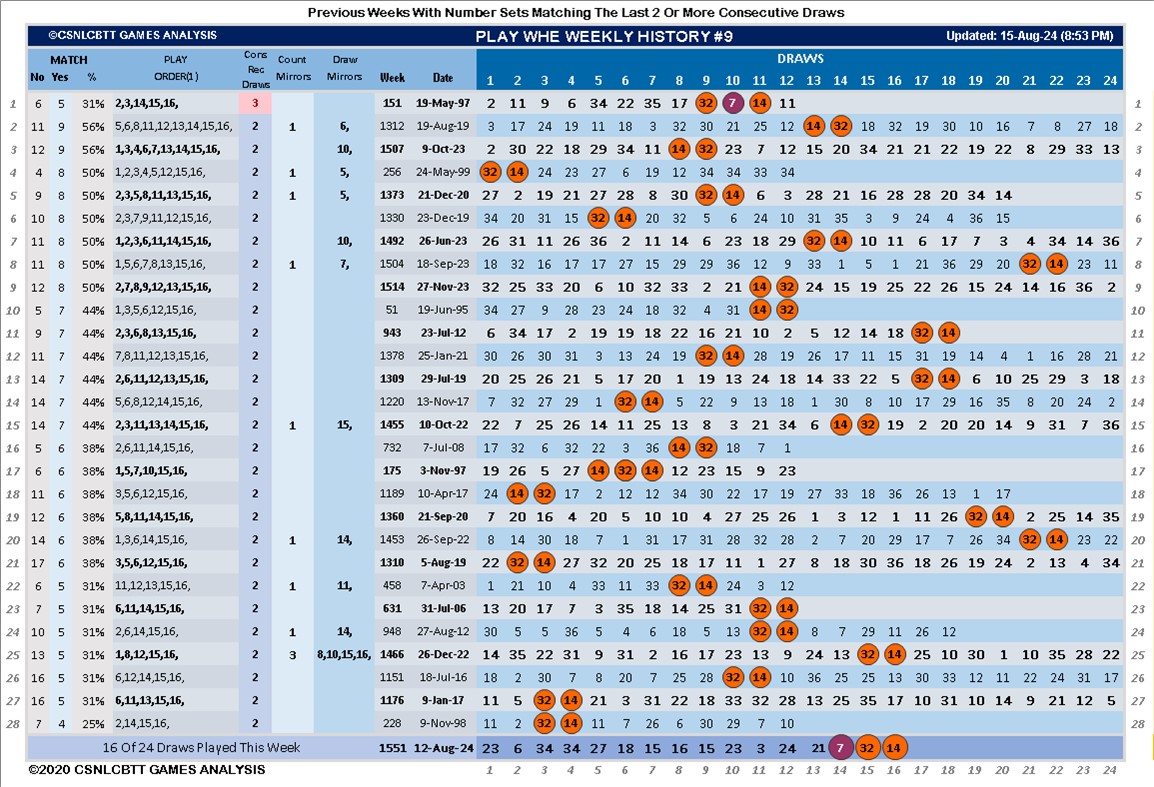 Previous Weeks With Number Sets Matching The Last 2 Or More Consecutive Draws
©CSNLCBTT GAMES ANALYSIS PLAY WHE WEEKLY HISTORY #9 Updated: 15-Aug-24 (8:53 PM)
MATCH PLAY Cons Count Draw DRAWS
No Yes % ORDER(1) Rec Draws Mirrors Mirrors Week Date 1 2 3 4 5 6 7 8 9 10 11 12 13 14 15 16 17 18 19 20 21 22 23 24
1 6 5 31% 2,3,14,15,16, 3 151 19-May-97 2 11 9 6 34 22 35 17 32 7 14 11 1
2 11 9 56% 5,6,8,11,12,13,14,15,16, 2 1 6, 1312 19-Aug-19 3 17 24 19 11 18 3 32 30 21 25 12 14 32 18 32 19 30 10 16 7 8 27 18 2
3 12 9 56% 1,3,4,6,7,13,14,15,16, 2 10, 1507 9-Oct-23 2 30 22 18 29 34 11 14 32 23 7 12 15 20 34 21 21 22 19 22 8 29 33 13 3
4 4 8 50% 1,2,3,4,5,12,15,16, 2 1 5, 256 24-May-99 32 14 24 23 27 6 19 12 34 34 33 34 4
5 9 8 50% 2,3,5,8,11,13,15,16, 2 1 5, 1373 21-Dec-20 27 2 19 21 27 28 8 30 32 14 6 3 28 21 16 28 28 20 34 14 5
6 10 8 50% 2,3,7,9,11,12,15,16, 2 1330 23-Dec-19 34 20 31 15 32 14 20 32 5 6 24 10 31 35 3 9 24 4 36 15 6
7 11 8 50% 1,2,3,6,11,14,15,16, 2 10, 1492 26-Jun-23 26 31 11 26 36 2 11 14 6 23 18 29 32 14 10 11 6 17 7 3 4 34 14 36 7
8 11 8 50% 1,5,6,7,8,13,15,16, 2 1 7, 1504 18-Sep-23 18 32 16 17 17 27 15 29 29 36 12 9 33 1 5 1 21 36 29 20 32 14 23 11 8
9 12 8 50% 2,7,8,9,12,13,15,16, 2 1514 27-Nov-23 32 25 33 20 6 10 32 33 2 21 14 32 24 15 19 25 22 26 15 24 14 16 36 2 9
10 5 7 44% 1,3,5,6,12,15,16, 2 51 19-Jun-95 34 27 9 28 23 24 18 32 4 31 14 32 10
11 9 7 44% 2,3,6,8,13,15,16, 2 943 23-Jul-12 6 34 17 2 19 19 18 22 16 21 10 2 5 12 14 18 32 14 11
12 11 7 44% 7,8,11,12,13,15,16, 2 1378 25-Jan-21 30 26 30 31 3 13 24 19 32 14 28 19 26 17 11 15 31 19 14 4 1 16 28 21 12
13 14 7 44% 2,6,11,12,13,15,16, 2 1309 29-Jul-19 20 25 26 21 5 17 20 1 19 13 24 18 14 33 22 5 32 14 6 10 25 29 3 18 13
14 14 7 44% 5,6,8,12,14,15,16, 2 1220 13-Nov-17 7 32 27 29 1 32 14 5 22 9 13 18 1 30 8 10 17 29 16 35 8 20 24 2 14
15 14 7 44% 2,3,11,13,14,15,16, 2 1 15, 1455 10-Oct-22 22 7 25 26 14 11 25 13 8 3 21 34 6 14 32 19 2 20 20 14 9 31 7 36 15
16 5 6 38% 2,6,11,14,15,16, 2 732 7-Jul-08 17 32 6 32 22 3 36 14 32 18 7 1 16
17 6 6 38% 1,5,7,10,15,16, 2 175 3-Nov-97 19 26 5 27 14 32 14 12 23 15 9 23 17
18 11 6 38% 3,5,6,12,15,16, 2 1189 10-Apr-17 24 14 32 17 2 12 12 34 30 22 17 19 27 33 18 36 26 13 1 17 18
19 12 6 38% 5,8,11,14,15,16, 2 1360 21-Sep-20 7 20 16 4 20 5 10 10 4 27 25 26 1 3 12 1 11 26 32 14 2 25 14 35 19
20 14 6 38% 1,3,6,14,15,16, 2 1 14, 1453 26-Sep-22 8 14 30 18 7 1 31 17 31 28 32 28 2 7 20 29 17 7 26 34 32 14 23 22 20
21 17 6 38% 3,5,6,12,15,16, 2 1310 5-Aug-19 22 32 14 27 32 20 25 18 17 11 1 27 8 18 30 36 18 26 19 24 2 13 4 34 21
22 6 5 31% 11,12,13,15,16, 2 1 11, 458 7-Apr-03 1 21 10 4 33 11 33 32 14 24 3 12 22
23 7 5 31% 6,11,14,15,16, 2 631 31-Jul-06 13 20 17 7 3 35 18 14 25 31 32 14 23
24 10 5 31% 2,6,14,15,16, 2 1 14, 948 27-Aug-12 30 5 5 36 5 4 6 18 5 13 32 14 8 7 29 11 26 12 24
25 13 5 31% 1,8,12,15,16, 2 3 8,10,15,16, 1466 26-Dec-22 14 35 22 31 9 31 2 16 17 23 13 9 24 13 32 14 25 10 30 1 10 35 28 22 25
26 16 5 31% 6,12,14,15,16, 2 1151 18-Jul-16 18 2 30 7 8 20 7 25 28 32 14 10 36 25 25 13 26 33 12 11 22 24 31 17 26
27 16 5 31% 6,11,13,15,16, 2 1176 9-Jan-17 11 5 32 14 21 3 31 22 18 33 32 28 13 25 35 17 10 31 10 14 9 21 12 5 27
28 7 4 25% 2,14,15,16, 2 228 9-Nov-98 11 2 32 14 11 7 26 6 30 29 7 10 28
16 Of 24 Draws Played This Week 1551 12-Aug-24 23 6 34 34 27 18 15 16 15 23 3 24 21 7 32 14
©2020 CSNLCBTT GAMES ANALYSIS 1 2 3 4 5 6 7 8 9 10 11 12 13 14 15 16 17 18 19 20 21 22 23 24